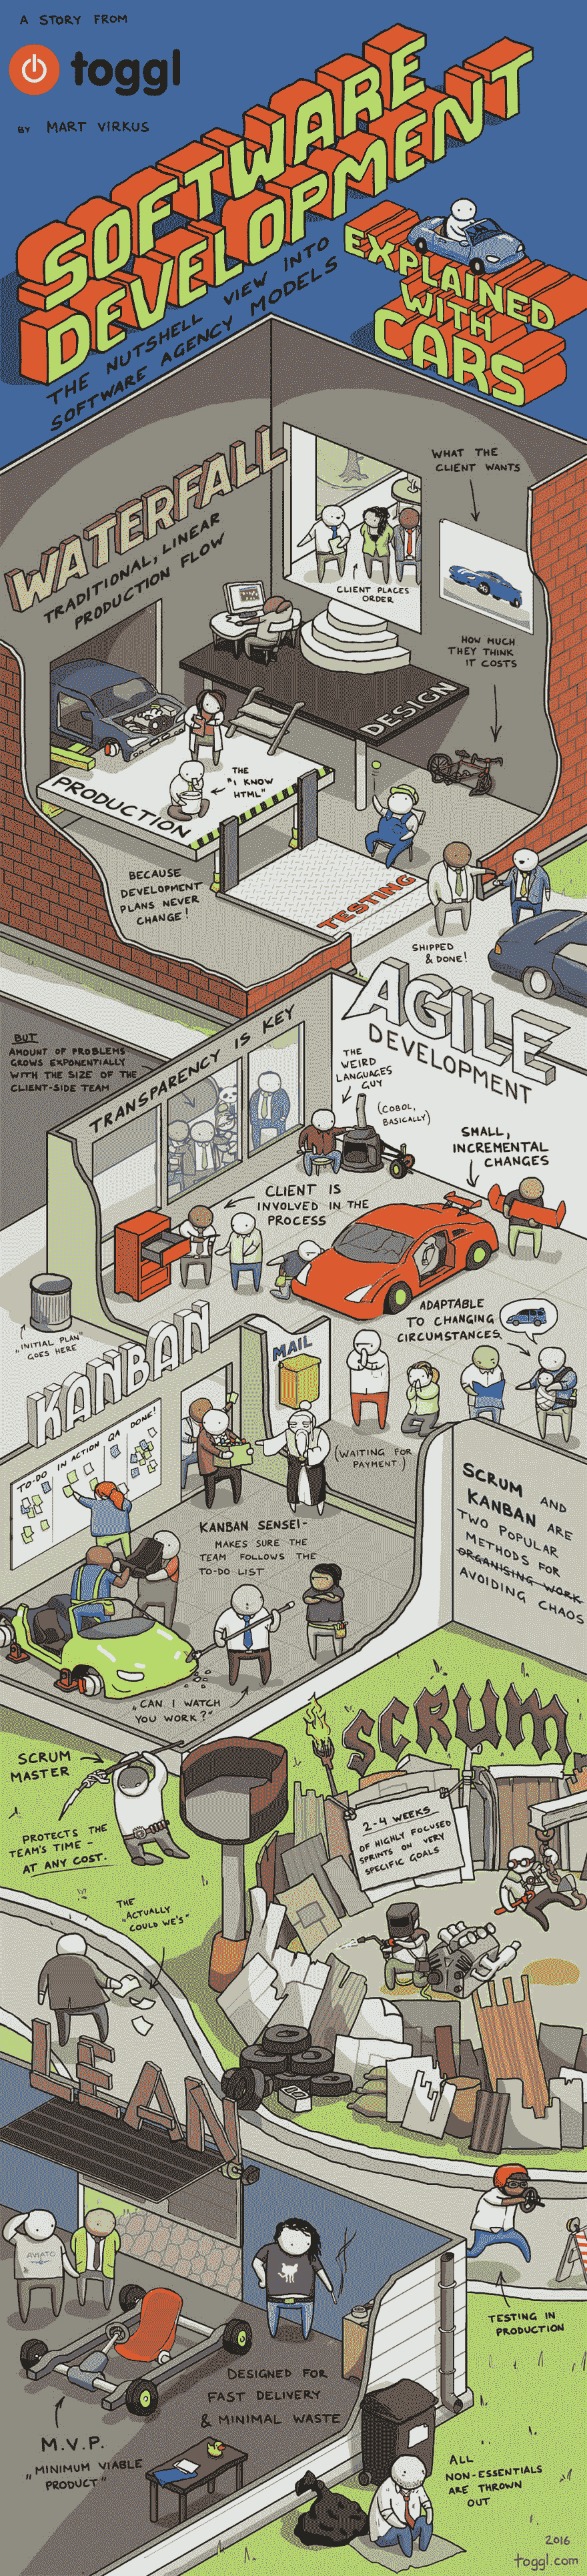 A STORY FROM
toggl
BY MART VIRKUS
SOFTWARE
DEVELOPMENT
EXPLAINED
WITH
CARS
THE NUTSHELL VIEW INTO
SOFTWARE AGENCY MODELS
WATERFALL
TRADITIONAL, LINEAR
PRODUCTION FLOW
WHAT THE
CLIENT WANTS
CLIENT PLACES
ORDER
HOW MUCH
THEY THINK
IT COSTS
DESIGN
THE
"I KNOW
HTML"
PRODUCTION
BECAUSE
DEVELOPMENT
PLANS NEVER
CHANGE!
TESTING
SHIPPED
& DONE!
AGILE
DEVELOPMENT
BUT
AMOUNT OF PROBLEMS
GROWS EXPONENTIALLY
WITH THE SIZE OF THE
CLIENT-SIDE TEAM
TRANSPARENCY IS KEY
THE
WEIRD
LANGUAGES
GUY
(COBOL,
BASICALLY)
SMALL,
INCREMENTAL
CHANGES
CLIENT IS
INVOLVED IN THE
PROCESS
"INITIAL PLAN"
GOES HERE
ADAPTABLE
TO CHANGING
CIRCUMSTANCES
KANBAN
MAIL
TO-DO IN ACTION QA DONE!
(WAITING FOR
PAYMENT)
KANBAN SENSEI-
MAKES SURE THE
TEAM FOLLOWS THE
TO-DO LIST
SCRUM AND
KANBAN ARE
TWO POPULAR
METHODS FOR
ORGANISING WORK
AVOIDING CHAOS
"CAN I WATCH
YOU WORK?"
SCRUM
SCRUM
MASTER
PROTECTS THE
TEAM'S TIME -
AT ANY COST.
2-4 WEEKS
OF HIGHLY FOCUSED
SPRINTS ON VERY
SPECIFIC GOALS
THE
"ACTUALLY
COULD WE'S"
LEAN
AVIATO
TESTING IN
PRODUCTION
DESIGNED FOR
FAST DELIVERY
& MINIMAL WASTE
M.V.P.
"MINIMUM VIABLE
PRODUCT"
ALL
NON-ESSENTIALS
ARE THROWN
OUT
2016
toggl.com